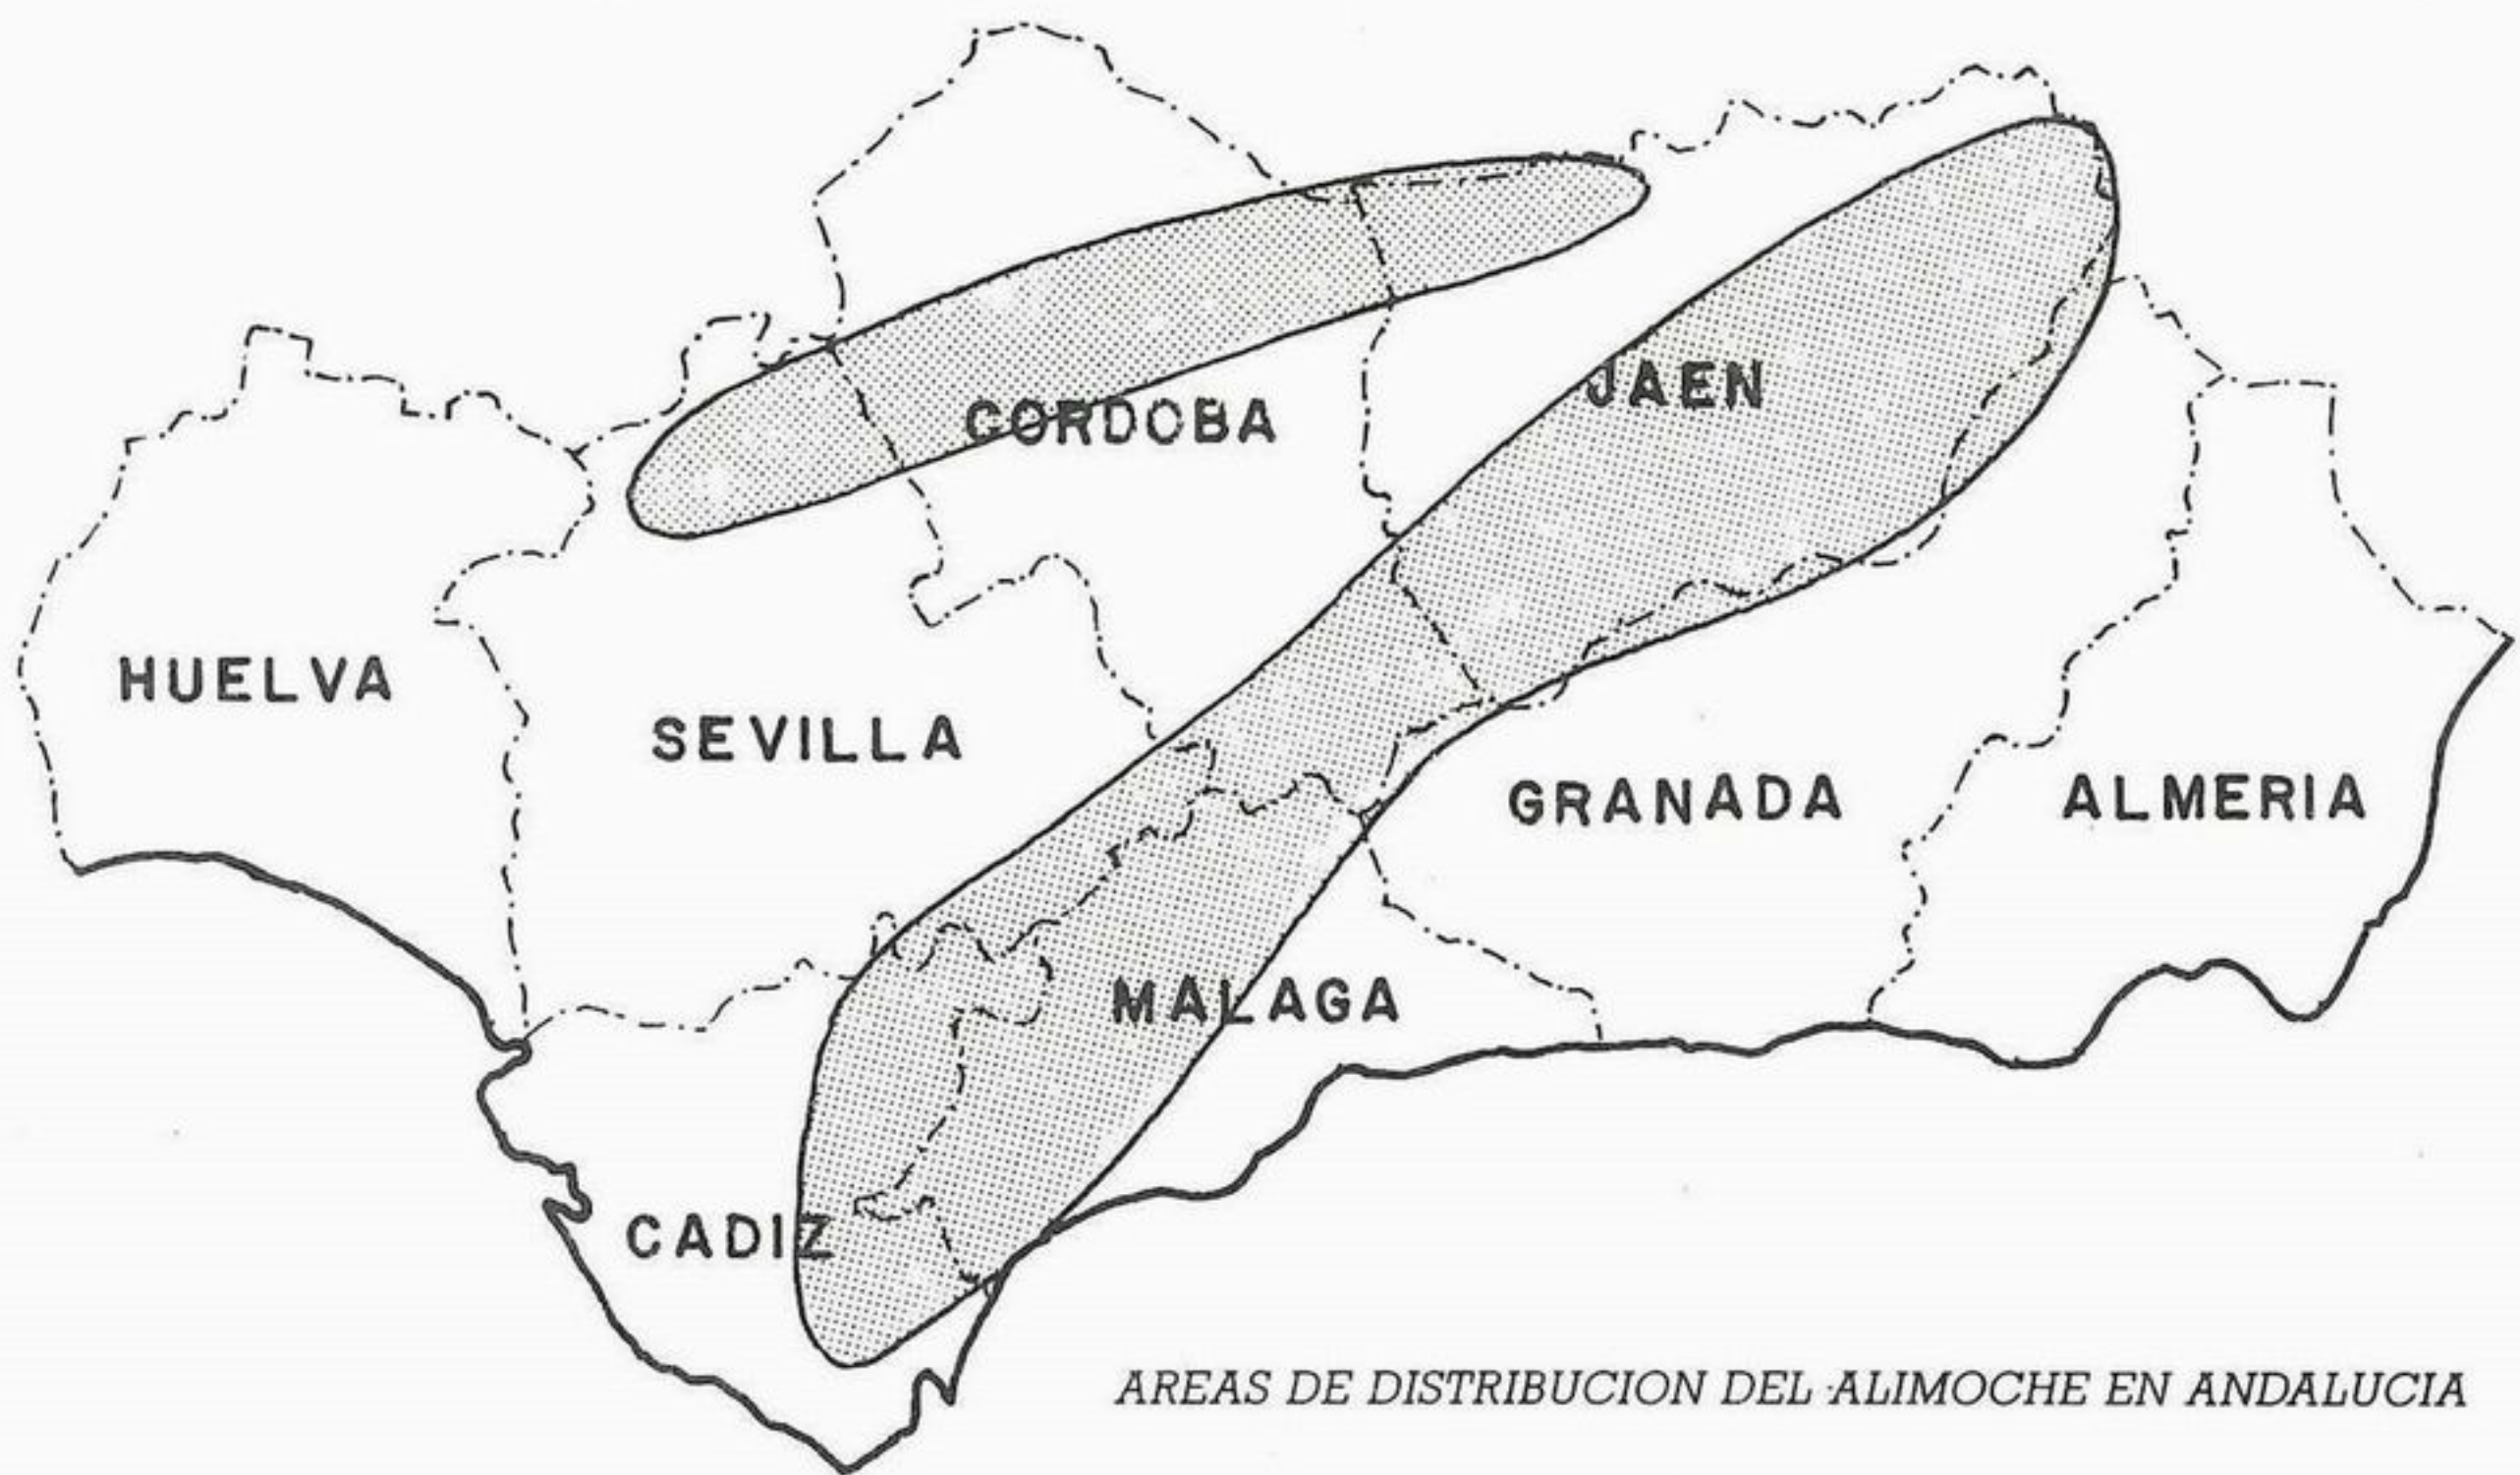 JAEN
CORDOBA
HUELVA
SEVILLA
GRANADA
ALMERIA
MALAGA
CADIZ
AREAS DE DISTRIBUCION DEL ALIMOCHE EN ANDALUCIA